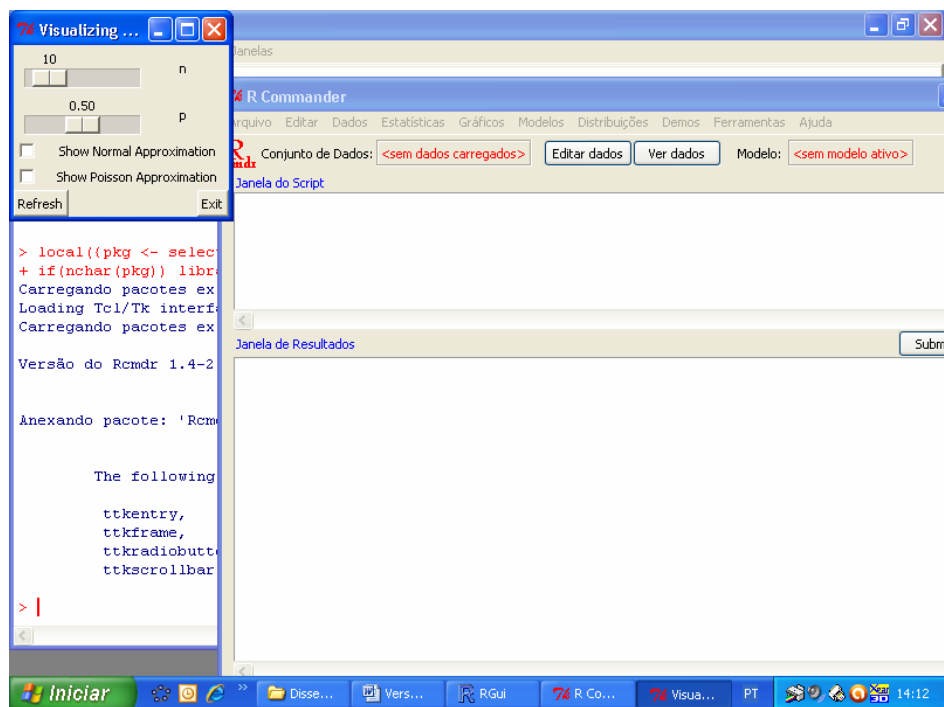 Visualizing ...
10
n
0.50
p
Show Normal Approximation
Show Poisson Approximation
Refresh Exit
Janelas
R Commander
Arquivo Editar Dados Estatísticas Gráficos Modelos Distribuições Demos Ferramentas Ajuda
Rcmdr Conjunto de Dados: <sem dados carregados> Editar dados Ver dados Modelo: <sem modelo ativo>
Janela do Script
> local((pkg <- selec
+ if(nchar(pkg)) libr
Carregando pacotes ex
Loading Tcl/Tk interf
Carregando pacotes ex
Versão do Rcmdr 1.4-2
Anexando pacote: 'Rcm
The following
ttkentry,
ttkframe,
ttkradiobutt
ttkscrollbar
>
Janela de Resultados
Subm
Iniciar » Disse... Vers... RGui R Co... Visua... PT 14:12